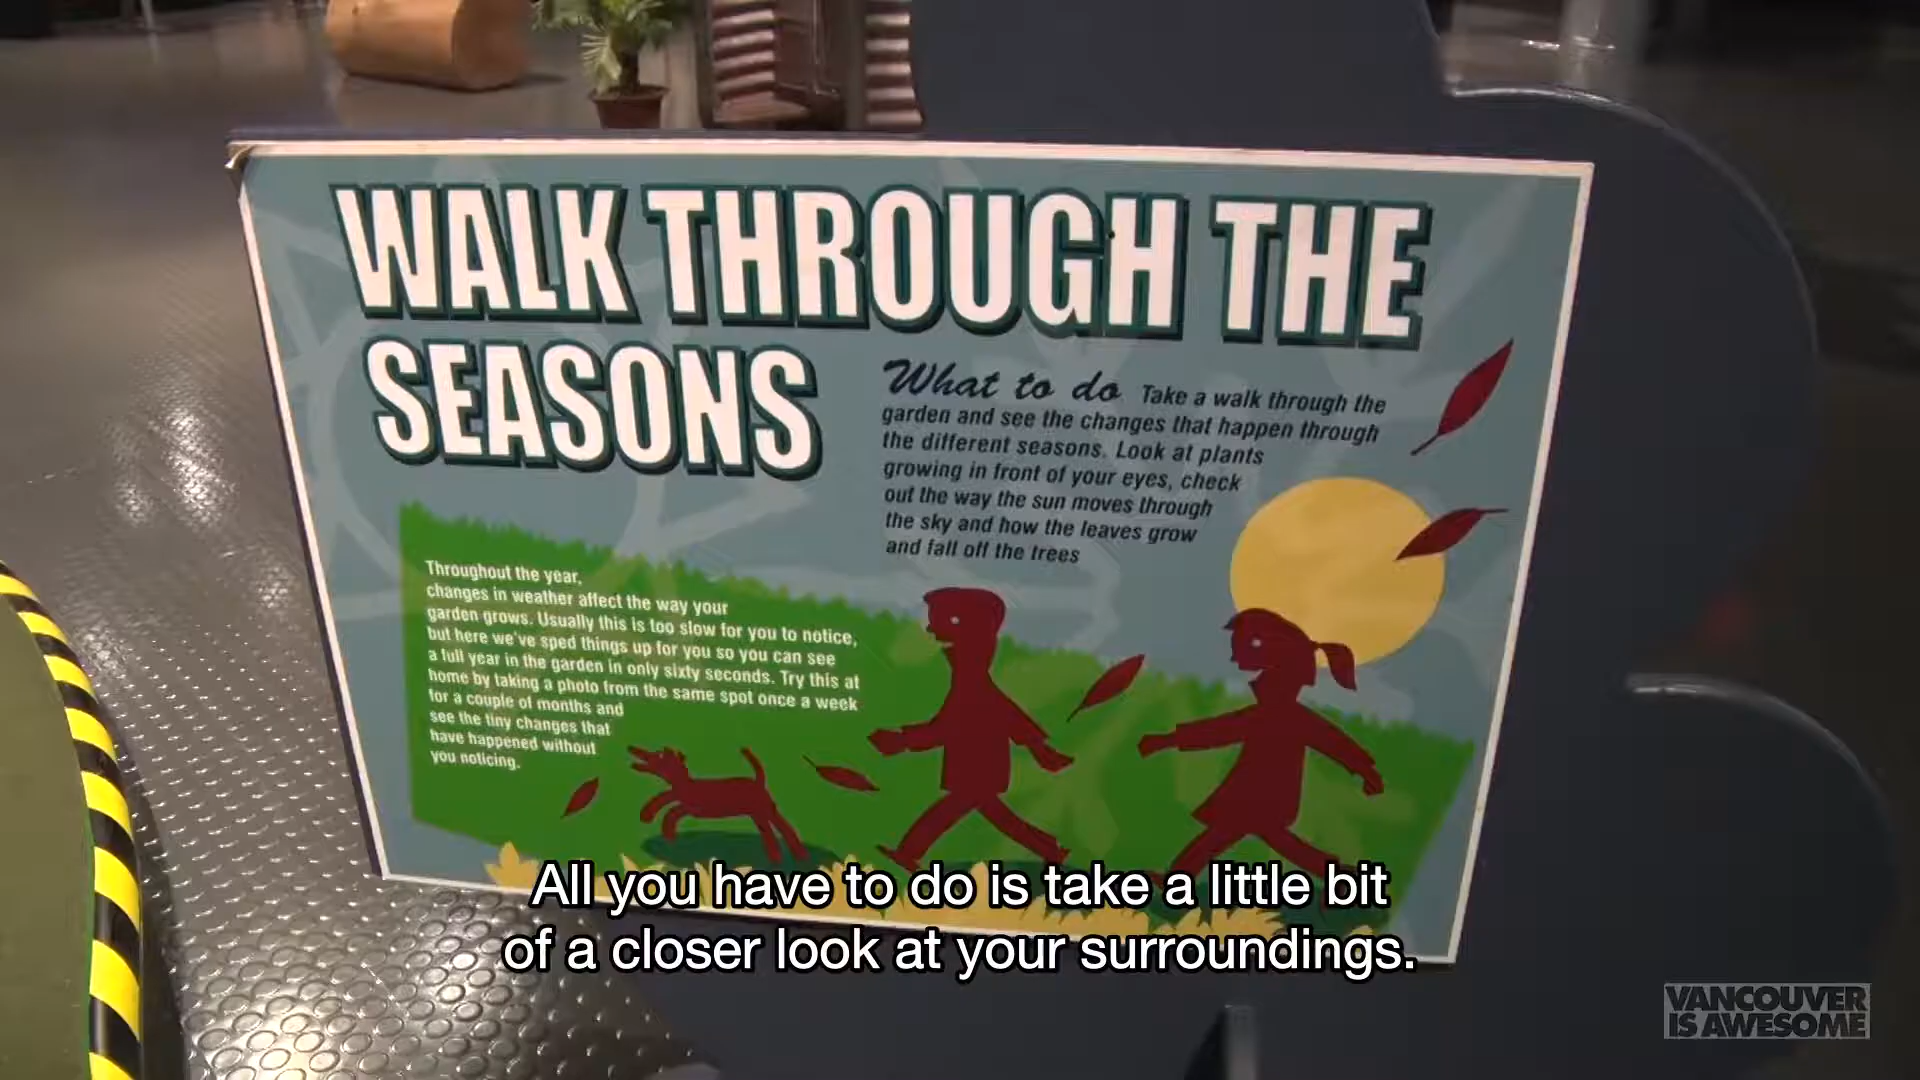 WALK THROUGH THE
SEASONS
What to do Take a walk through the
garden and see the changes that happen through
the different seasons. Look at plants
growing in front of your eyes, check
out the way the sun moves through
the sky and how the leaves grow
and fall off the trees
Throughout the year,
changes in weather affect the way your
garden grows. Usually this is too slow for you to notice,
but here we've sped things up for you so you can see
a full year in the garden in only sixty seconds. Try this at
home by taking a photo from the same spot once a week
for a couple of months and
see the tiny changes that
have happened without
you noticing.
All you have to do is take a little bit
of a closer look at your surroundings.
VANCOUVER
IS AWESOME